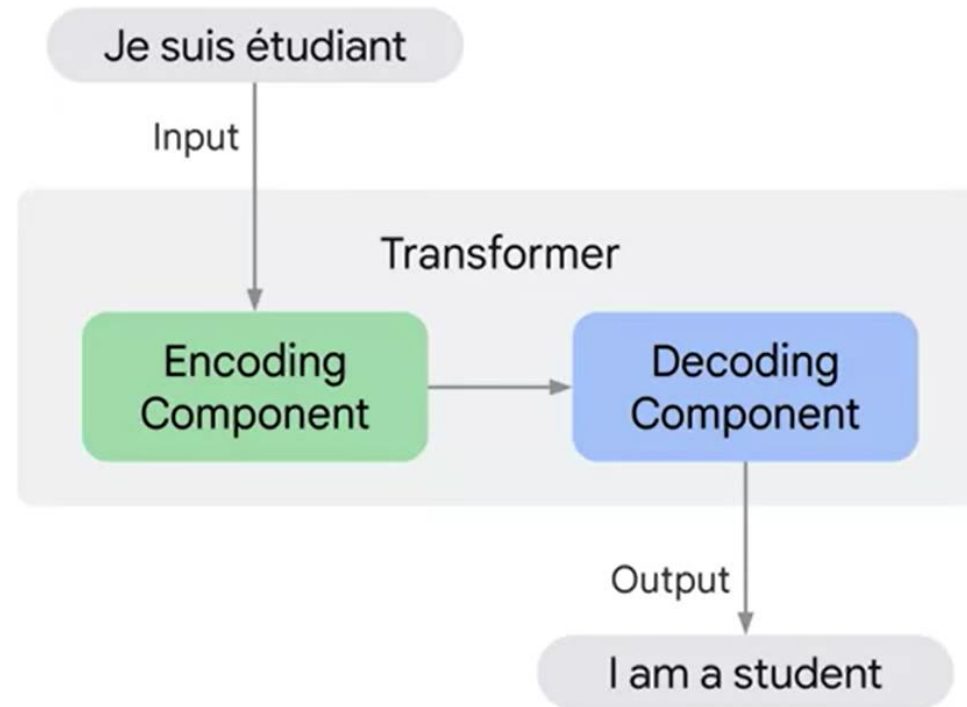 Je suis étudiant
Input
Transformer
Encoding
Component
Decoding
Component
Output
I am a student